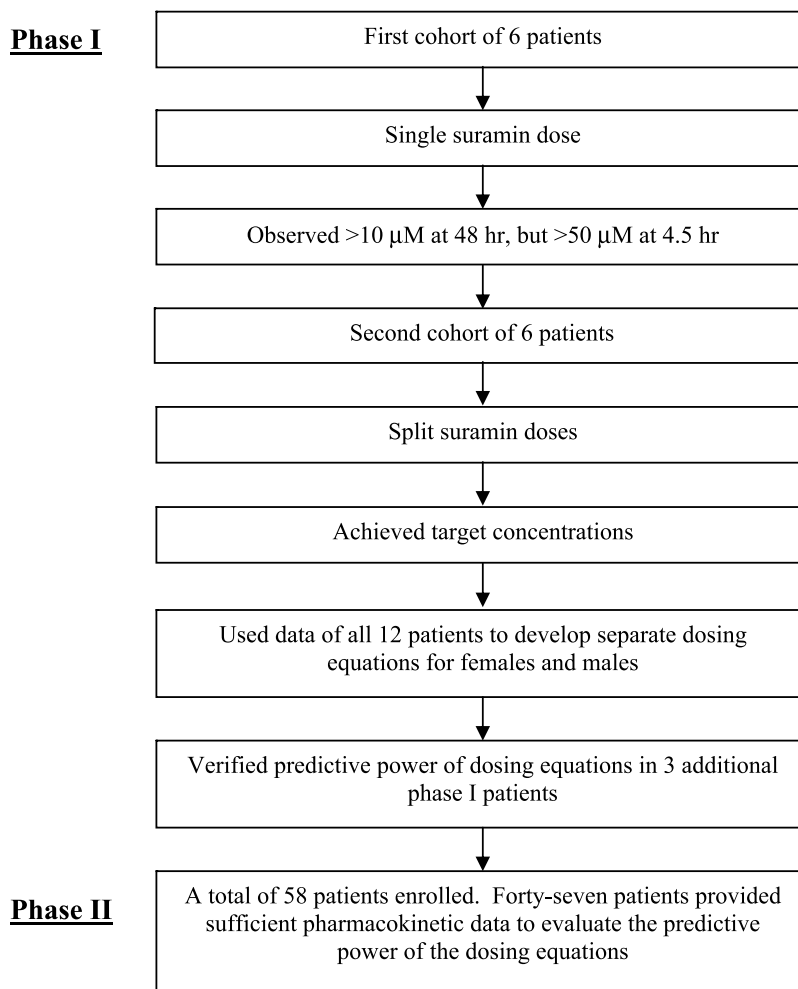 Phase I
First cohort of 6 patients
Single suramin dose
Observed >10 µM at 48 hr, but >50 µM at 4.5 hr
Second cohort of 6 patients
Split suramin doses
Achieved target concentrations
Used data of all 12 patients to develop separate dosing
equations for females and males
Verified predictive power of dosing equations in 3 additional
phase I patients
Phase II
A total of 58 patients enrolled.  Forty-seven patients provided
sufficient pharmacokinetic data to evaluate the predictive
power of the dosing equations